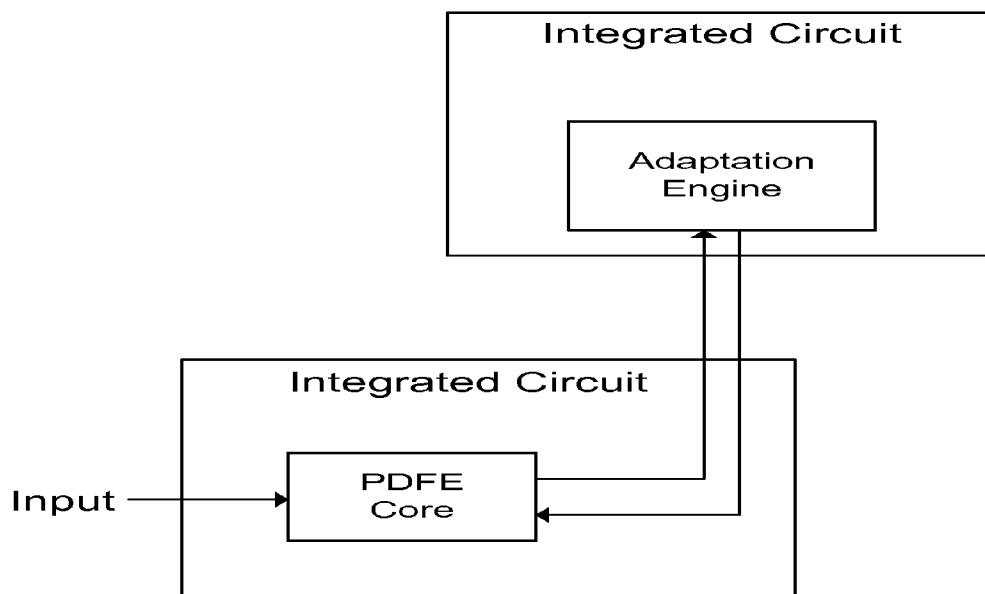 Integrated Circuit
Adaptation
Engine
Integrated Circuit
PDFE
Core
Input